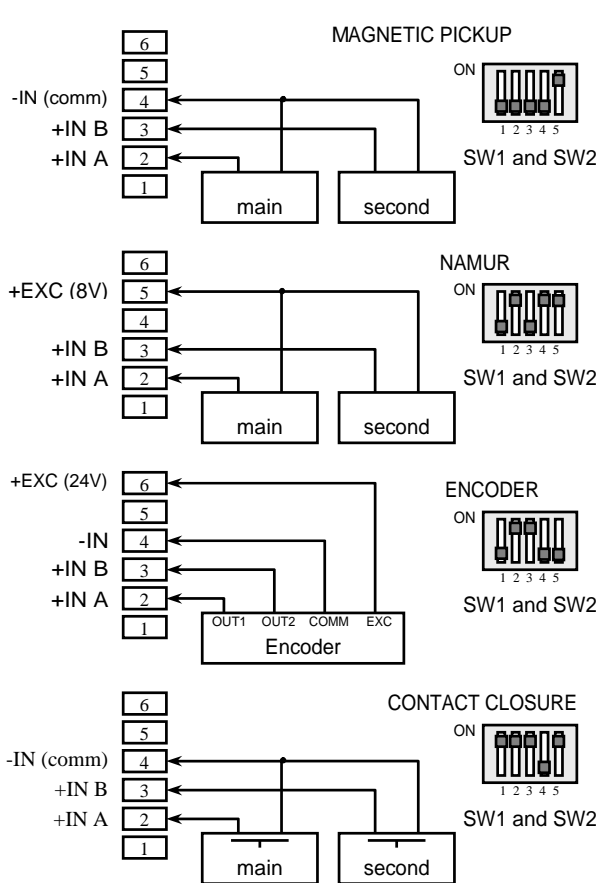 MAGNETIC PICKUP
6
5
-IN (comm) 4
+IN B 3
+IN A 2
1
main second
ON
1 2 3 4 5
SW1 and SW2
NAMUR
6
+EXC (8V) 5
4
+IN B 3
+IN A 2
1
main second
ON
1 2 3 4 5
SW1 and SW2
+EXC (24V) 6
5
-IN 4
+IN B 3
+IN A 2
1
OUT1 OUT2 COMM EXC
Encoder
ENCODER
ON
1 2 3 4 5
SW1 and SW2
CONTACT CLOSURE
6
5
-IN (comm) 4
+IN B 3
+IN A 2
1
main second
ON
1 2 3 4 5
SW1 and SW2